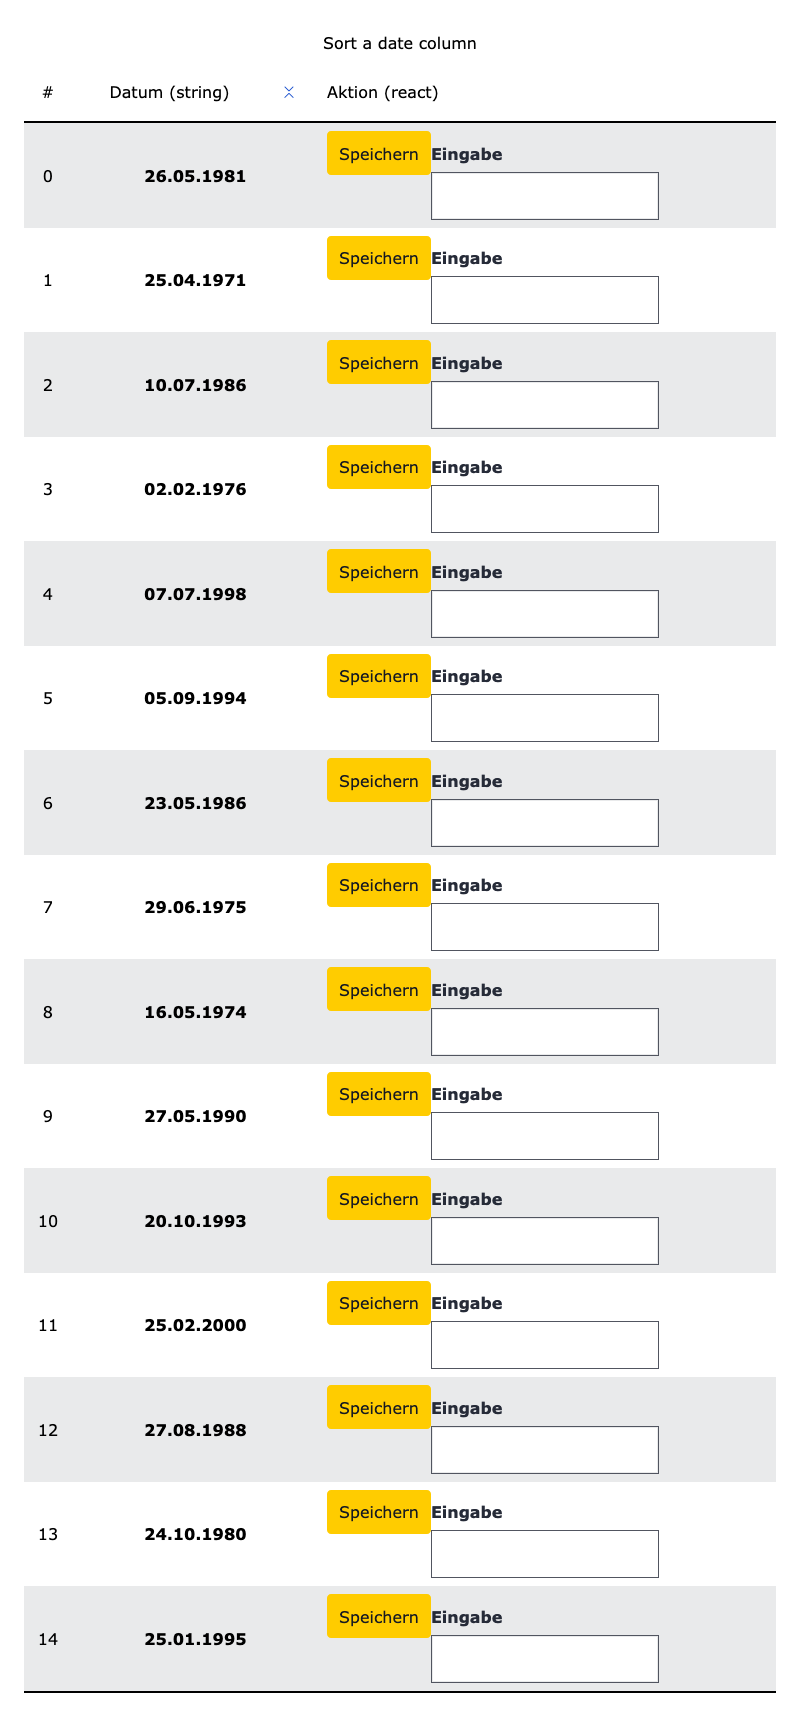 Sort a date column
# Datum (string) Aktion (react)
0 26.05.1981 Speichern Eingabe
1 25.04.1971 Speichern Eingabe
2 10.07.1986 Speichern Eingabe
3 02.02.1976 Speichern Eingabe
4 07.07.1998 Speichern Eingabe
5 05.09.1994 Speichern Eingabe
6 23.05.1986 Speichern Eingabe
7 29.06.1975 Speichern Eingabe
8 16.05.1974 Speichern Eingabe
9 27.05.1990 Speichern Eingabe
10 20.10.1993 Speichern Eingabe
11 25.02.2000 Speichern Eingabe
12 27.08.1988 Speichern Eingabe
13 24.10.1980 Speichern Eingabe
14 25.01.1995 Speichern Eingabe